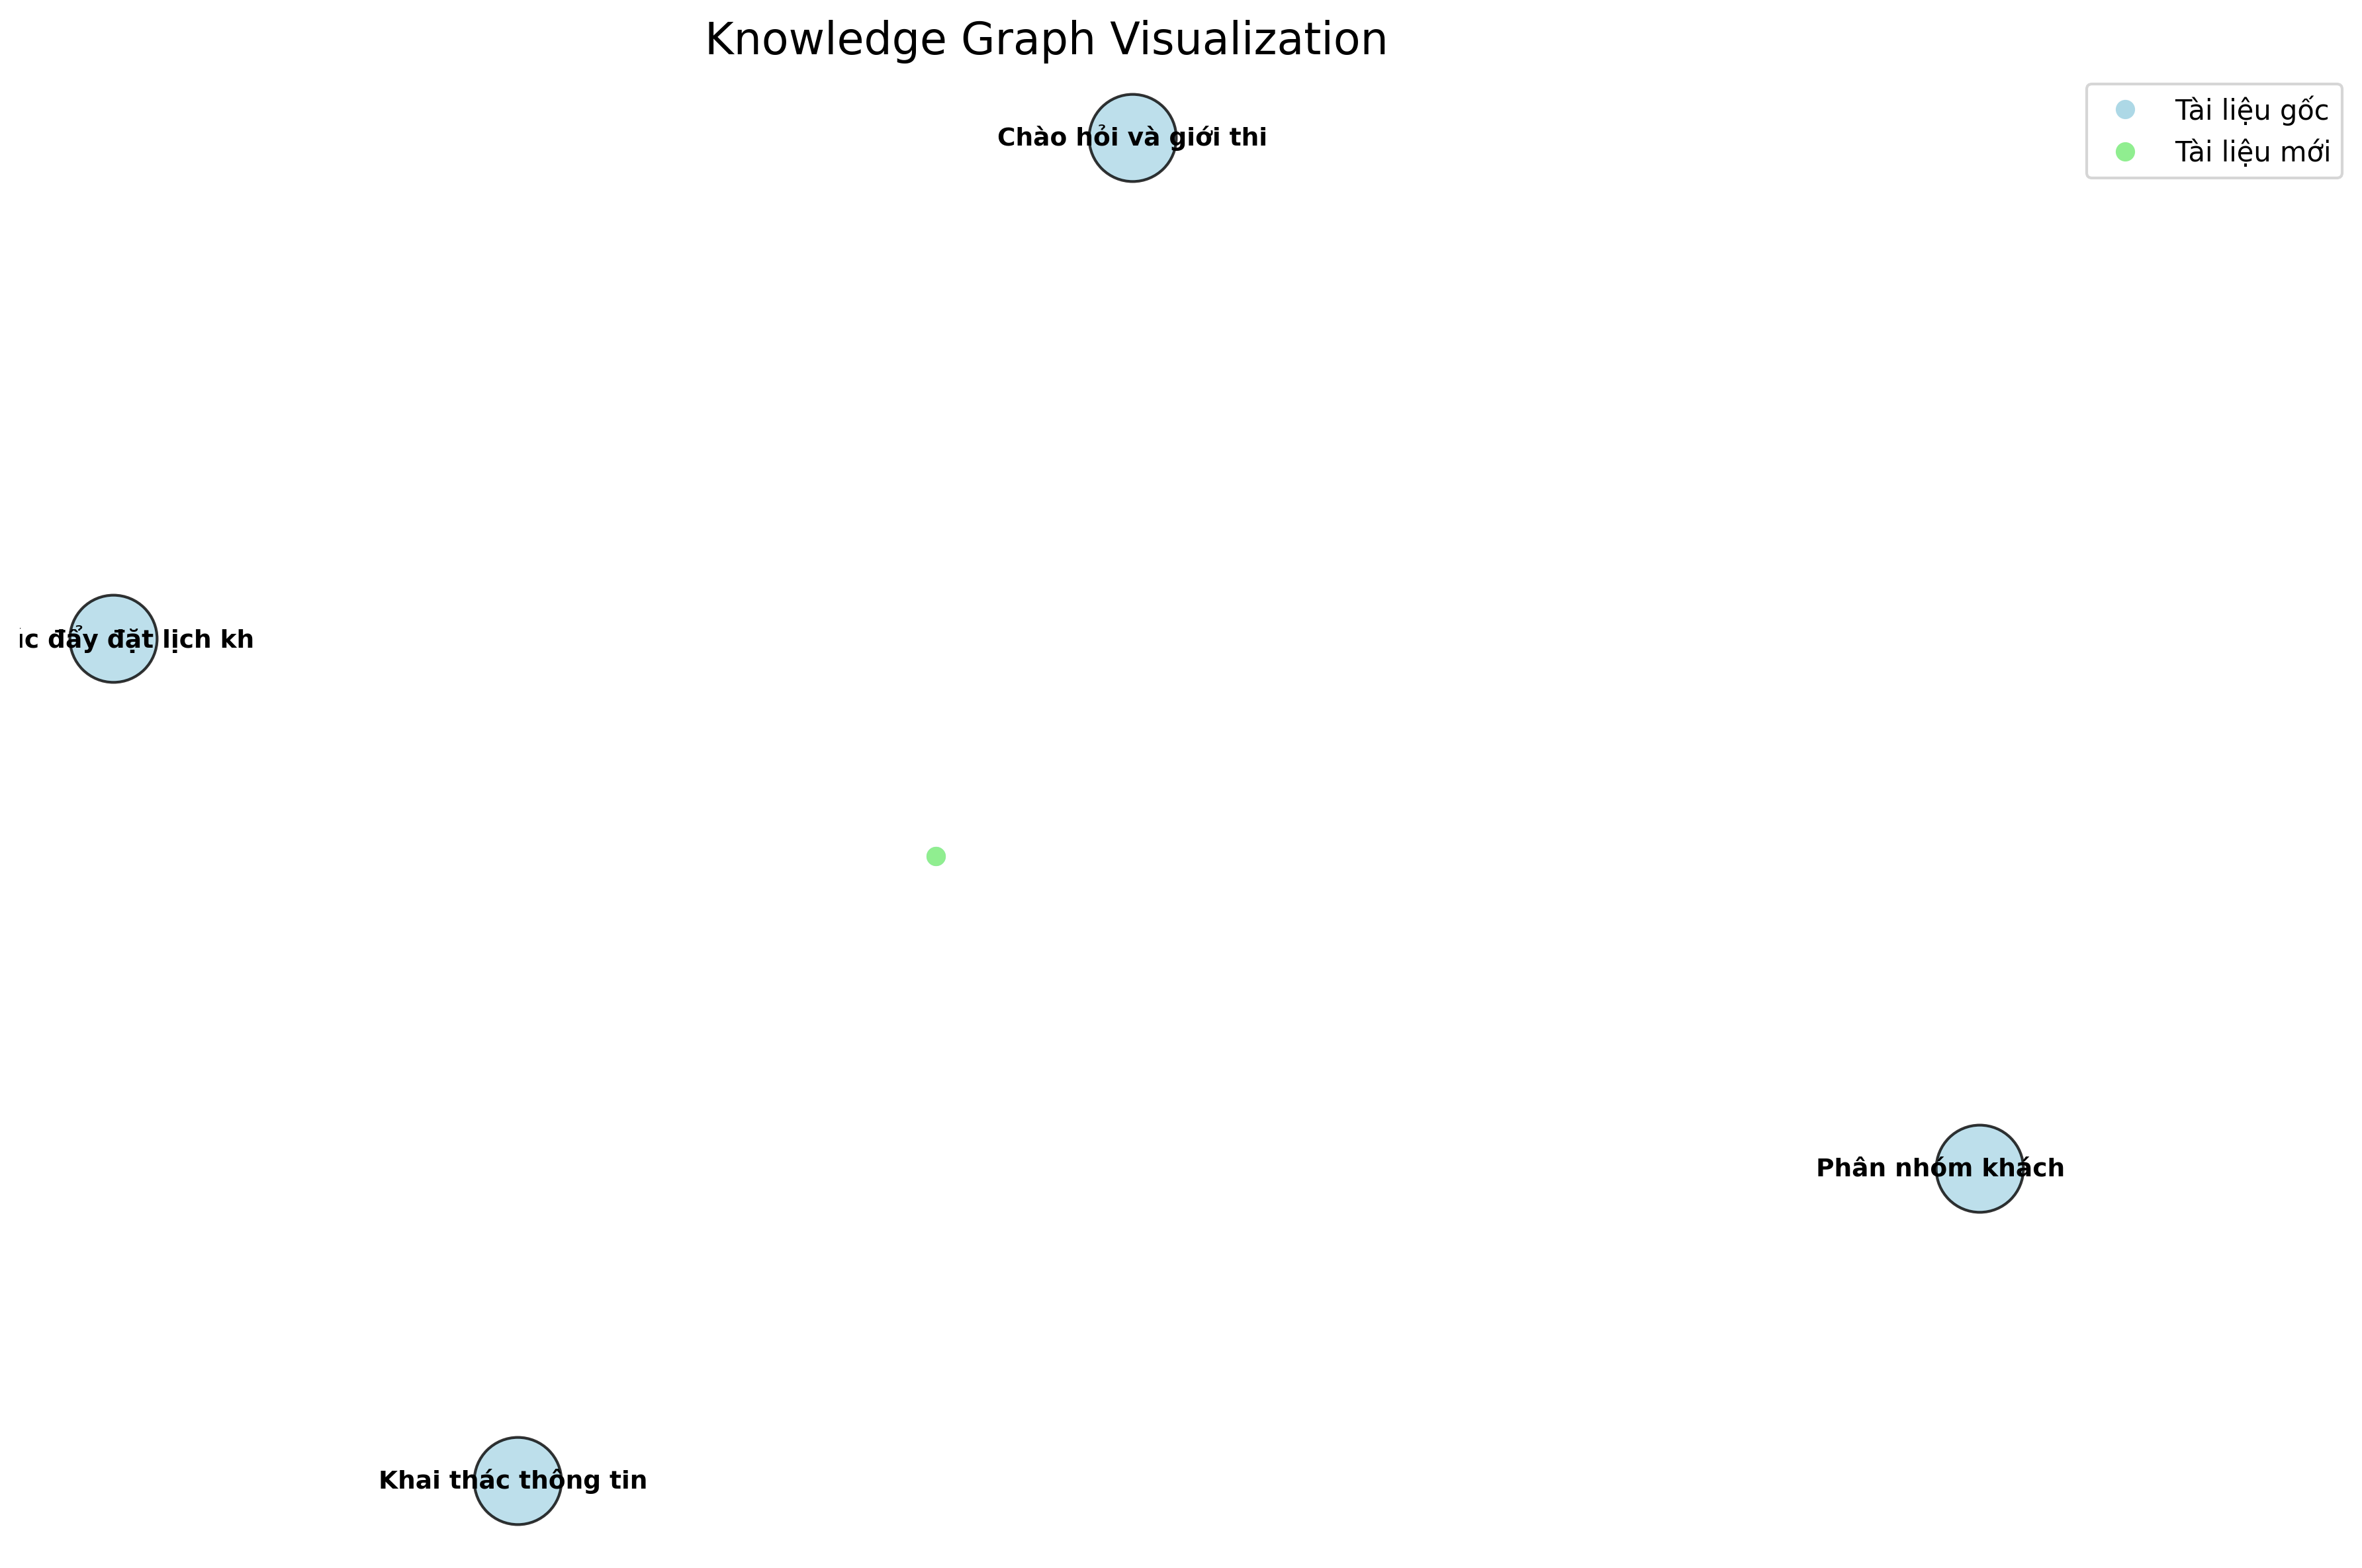 Knowledge Graph Visualization
Tài liệu gốc
Tài liệu mới
Chào hỏi và giới thi
đẩy đặt lịch kh
Phân nhóm khách
Khai thác thông tin